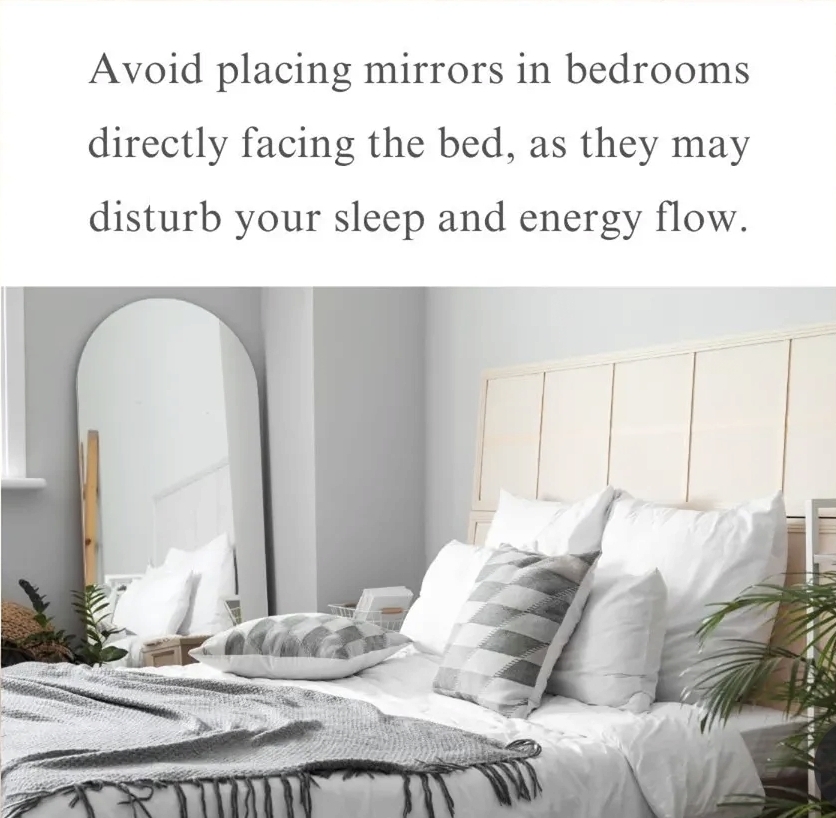 Avoid placing mirrors in bedrooms
directly facing the bed, as they may
disturb your sleep and energy flow.